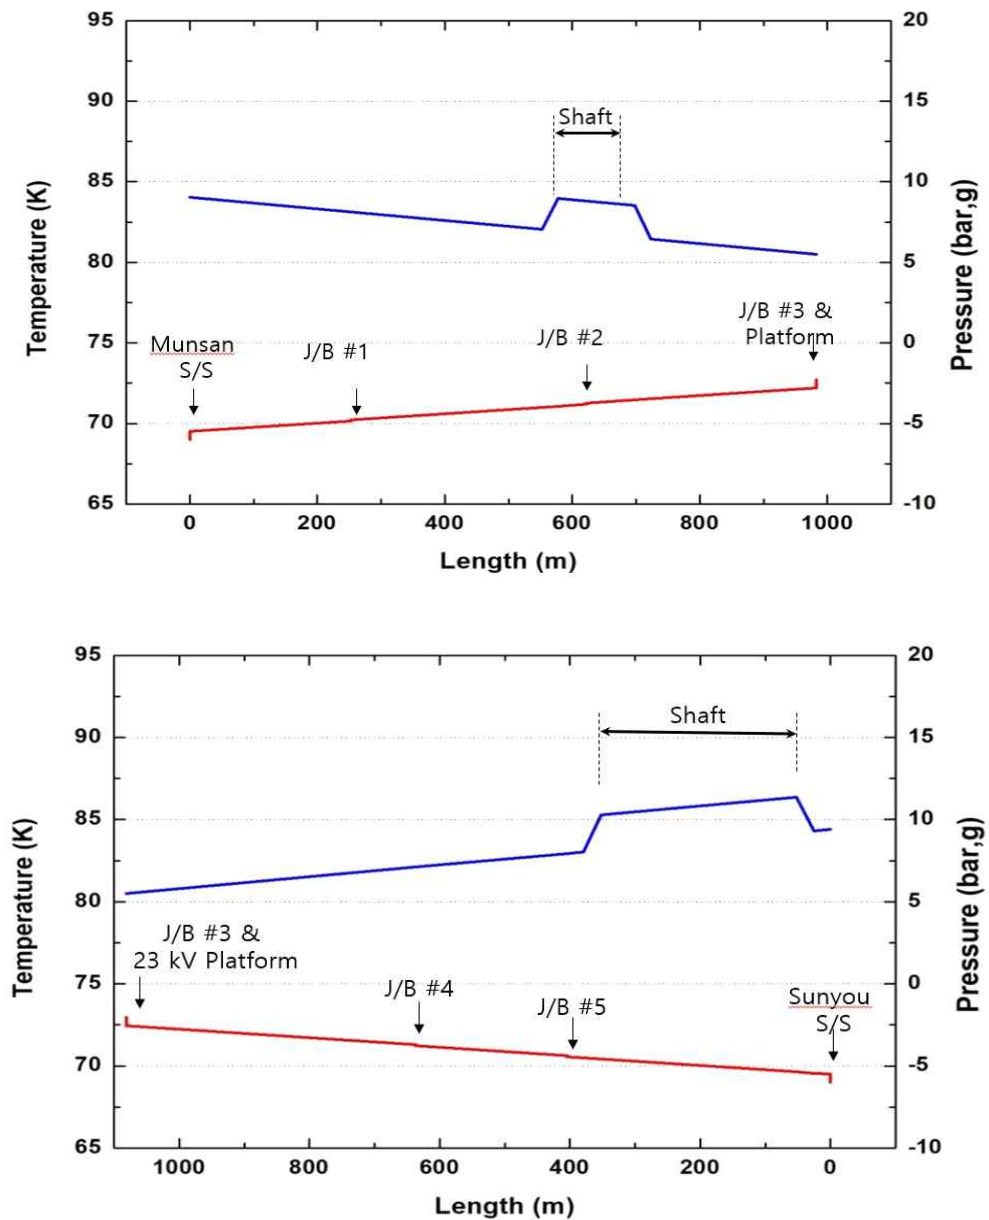 95
90
85
80
75
70
65
Temperature (K)
20
15
10
5
0
-5
-10
Pressure (bar,g)
Shaft
Munsan
S/S
J/B #1
J/B #2
J/B #3 &
Platform
0
200
400
600
800
1000
Length (m)
95
90
85
80
75
70
65
Temperature (K)
20
15
10
5
0
-5
-10
Pressure (bar,g)
Shaft
J/B #3 &
23 kV Platform
J/B #4
J/B #5
Sunyou
S/S
1000
800
600
400
200
0
Length (m)